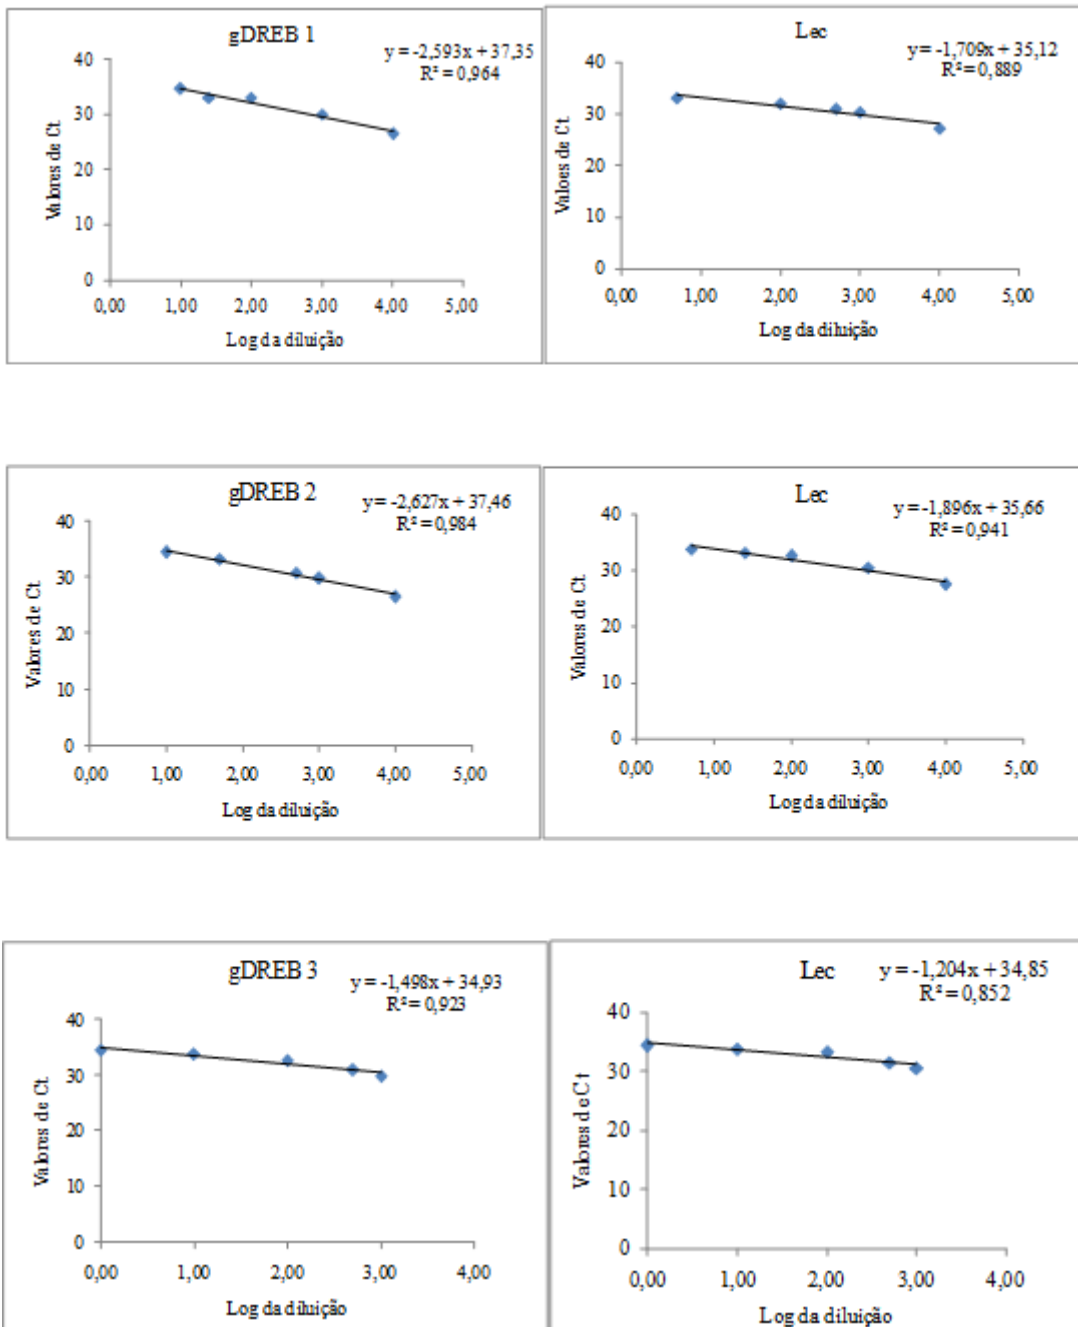 gDREB 1
y = -2,593x + 37,35
R² = 0,964
40
30
20
10
0
Valores de Ct
0,00 1,00 2,00 3,00 4,00 5,00
Log da diluição
Lec
y = -1,709x + 35,12
R² = 0,889
40
30
20
10
0
Valoes de Ct
0,00 1,00 2,00 3,00 4,00 5,00
Log da diluição
gDREB 2
y = -2,627x + 37,46
R² = 0,984
40
30
20
10
0
Valores de Ct
0,00 1,00 2,00 3,00 4,00 5,00
Log da diluição
Lec
y = -1,896x + 35,66
R² = 0,941
40
30
20
10
0
Valores de Ct
0,00 1,00 2,00 3,00 4,00 5,00
Log da diluição
gDREB 3
y = -1,498x + 34,93
R² = 0,923
40
30
20
10
0
Valores de Ct
0,00 1,00 2,00 3,00 4,00
Log da diluição
Lec
y = -1,204x + 34,85
R² = 0,852
40
30
20
10
0
Valores de Ct
0,00 1,00 2,00 3,00 4,00
Log da diluição